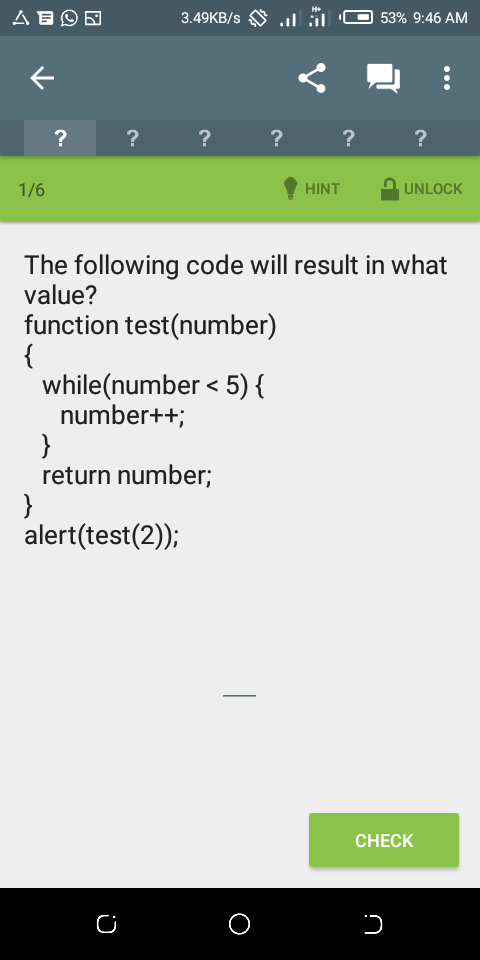 3.49KB/s H+ 53% 9:46 AM
? ? ? ? ? ?
1/6 HINT UNLOCK
The following code will result in what
value?
function test(number)
{
while(number < 5) {
number++;
}
return number;
}
alert(test(2));
CHECK